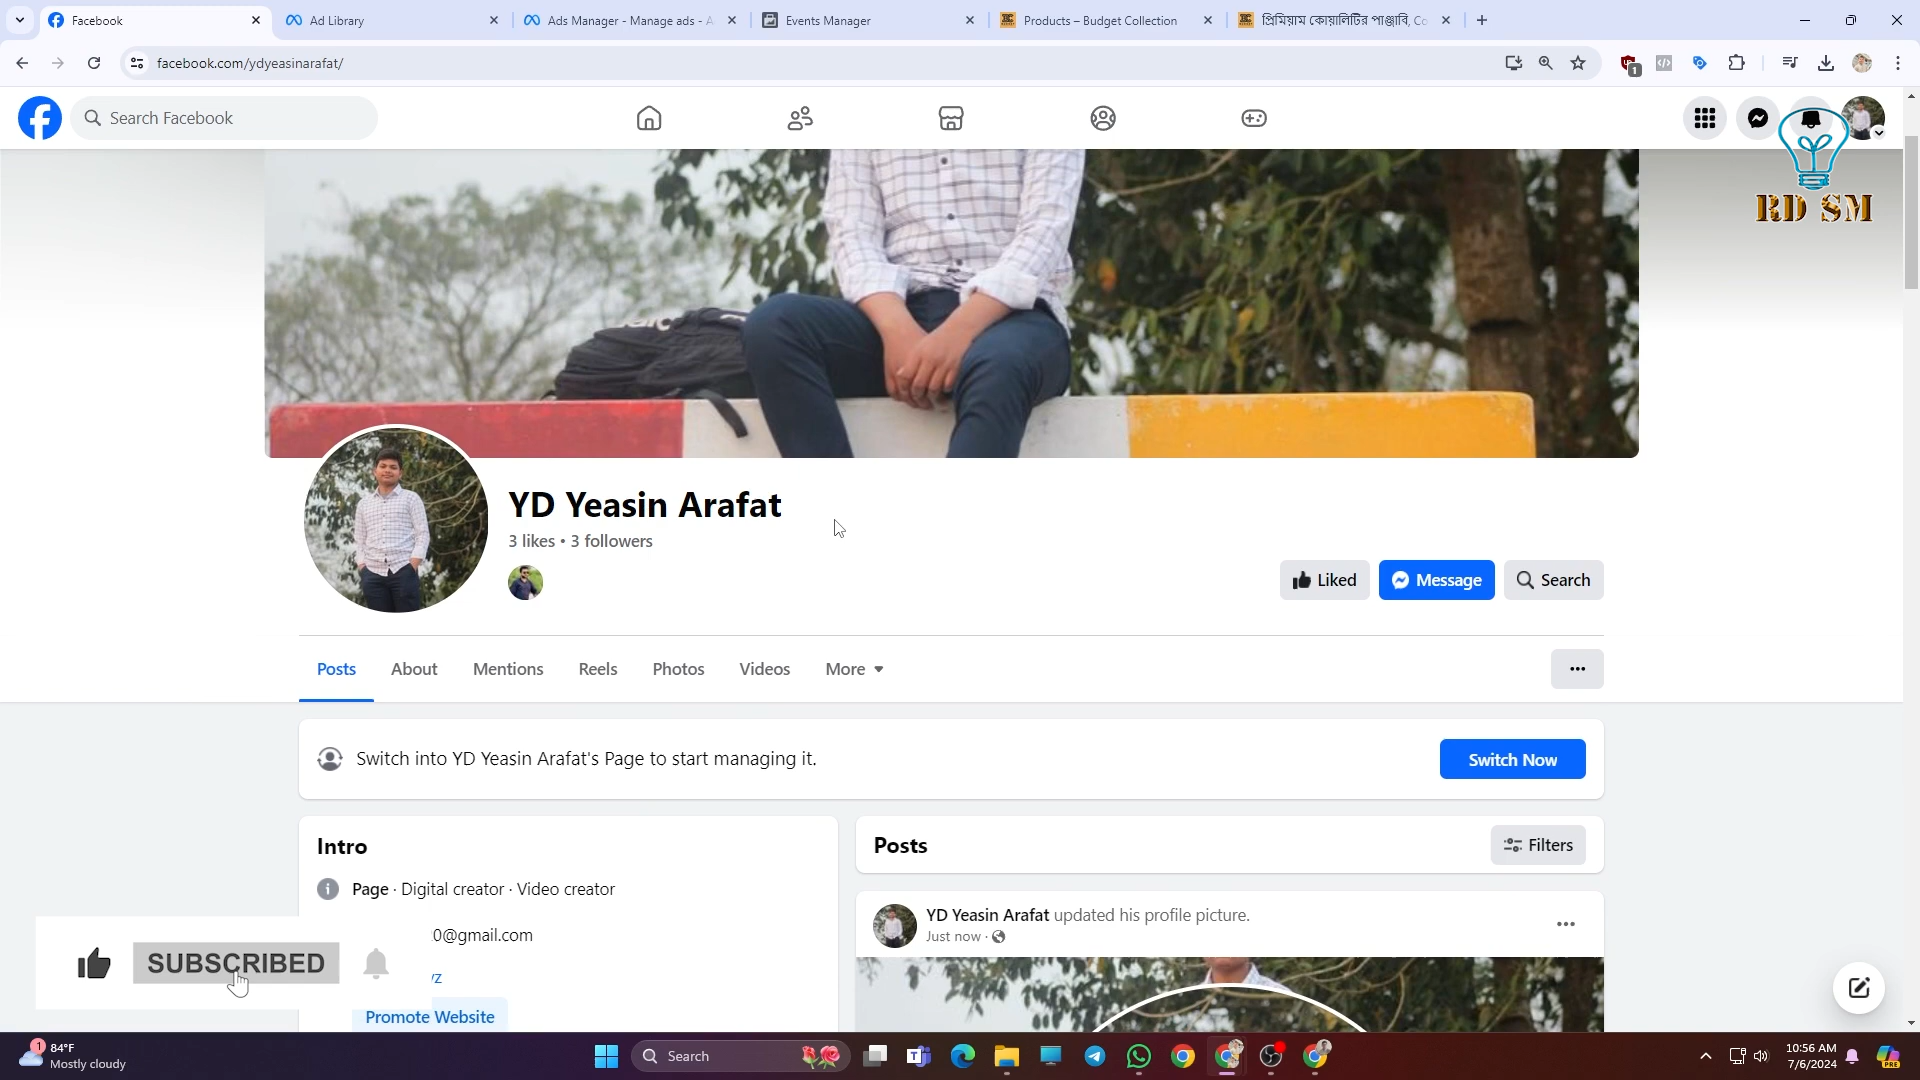 Facebook
Ad Library
Ads Manager - Manage ads - A
Events Manager
Products – Budget Collection
প্রিমিয়াম কোয়ালিটির পাঞ্জাবি, Co
facebook.com/ydyeasinarafat/
1
Search Facebook
RD SM
YD Yeasin Arafat
3 likes • 3 followers
Liked
Message
Search
Posts
About
Mentions
Reels
Photos
Videos
More
Switch into YD Yeasin Arafat's Page to start managing it.
Switch Now
Intro
Page · Digital creator · Video creator
0@gmail.com
yz
Promote Website
Posts
Filters
YD Yeasin Arafat updated his profile picture.
Just now ·
SUBSCRIBED
1
84°F
Mostly cloudy
Search
10:56 AM
7/6/2024
PRE